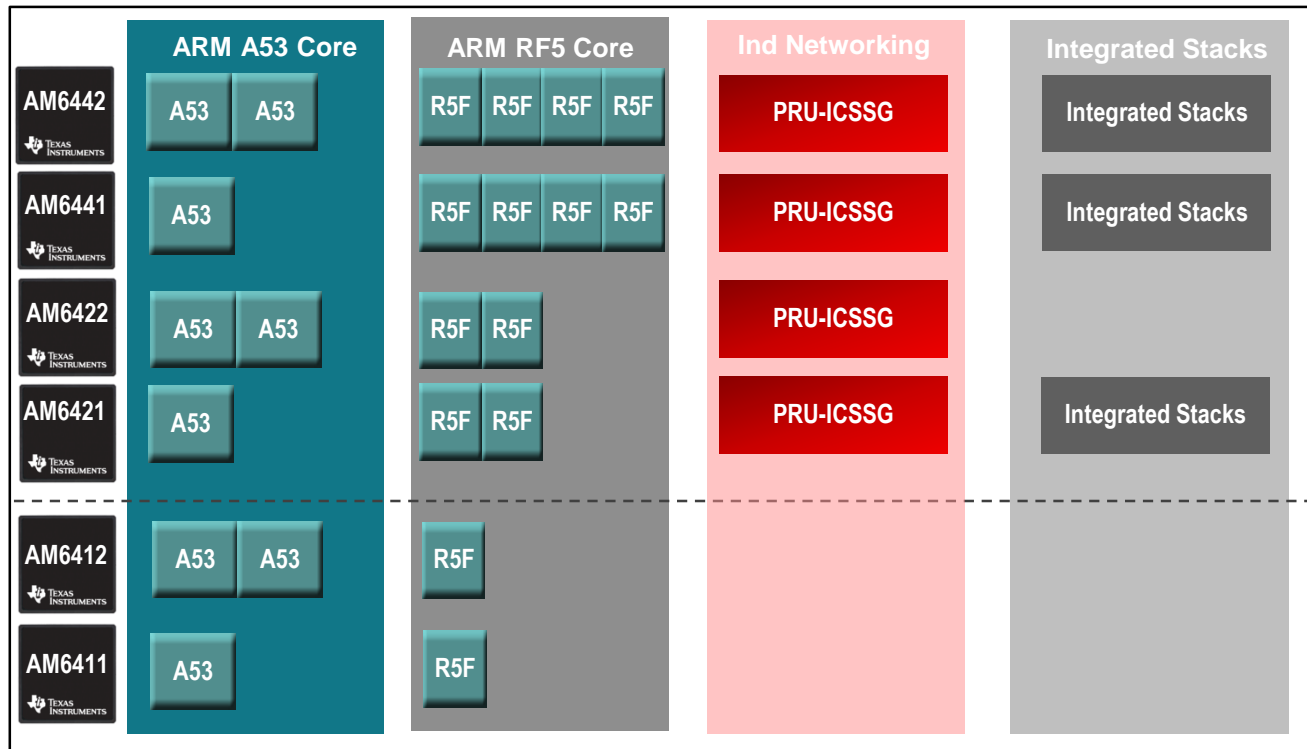 ARM A53 Core
ARM RF5 Core
Ind Networking
Integrated Stacks
AM6442
TEXAS
INSTRUMENTS
A53
A53
R5F
R5F
R5F
R5F
PRU-ICSSG
Integrated Stacks
AM6441
TEXAS
INSTRUMENTS
A53
R5F
R5F
R5F
R5F
PRU-ICSSG
Integrated Stacks
AM6422
TEXAS
INSTRUMENTS
A53
A53
R5F
R5F
PRU-ICSSG
AM6421
TEXAS
INSTRUMENTS
A53
R5F
R5F
PRU-ICSSG
Integrated Stacks
AM6412
TEXAS
INSTRUMENTS
A53
A53
R5F
AM6411
TEXAS
INSTRUMENTS
A53
R5F